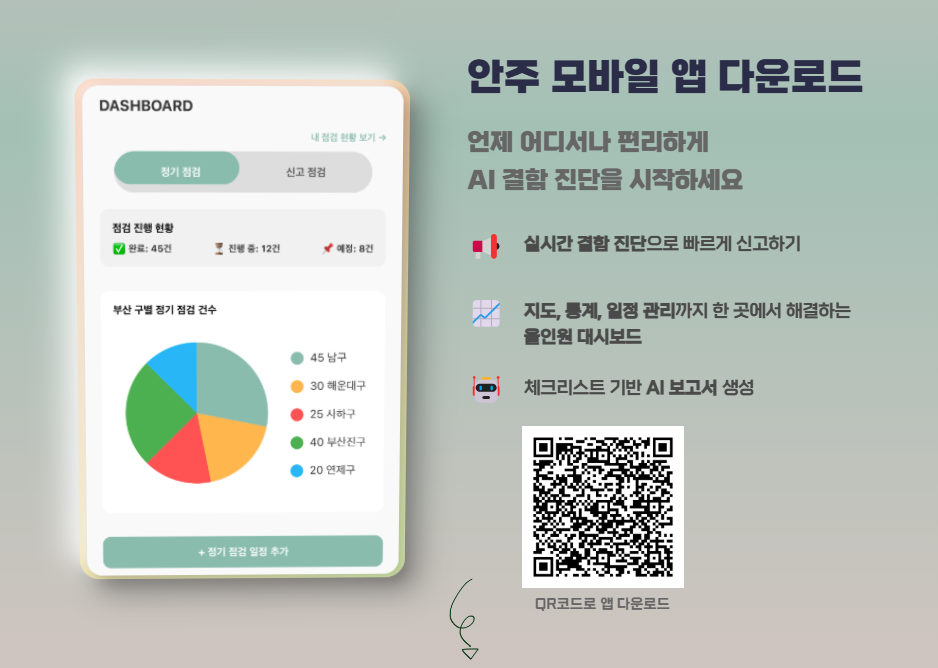 안주 모바일 앱 다운로드
언제 어디서나 편리하게
AI 결함 진단을 시작하세요
실시간 결함 진단으로 빠르게 신고하기
지도, 통계, 일정 관리까지 한 곳에서 해결하는
올인원 대시보드
체크리스트 기반 AI 보고서 생성
QR코드로 앱 다운로드
DASHBOARD
내 점검 현황 보기 →
정기 점검
신고 점검
점검 진행 현황
✅ 완료: 45건
⏳ 진행 중: 12건
📌 예정: 8건
부산 구별 정기 점검 건수
45 남구
30 해운대구
25 사하구
40 부산진구
20 연제구
+ 정기 점검 일정 추가